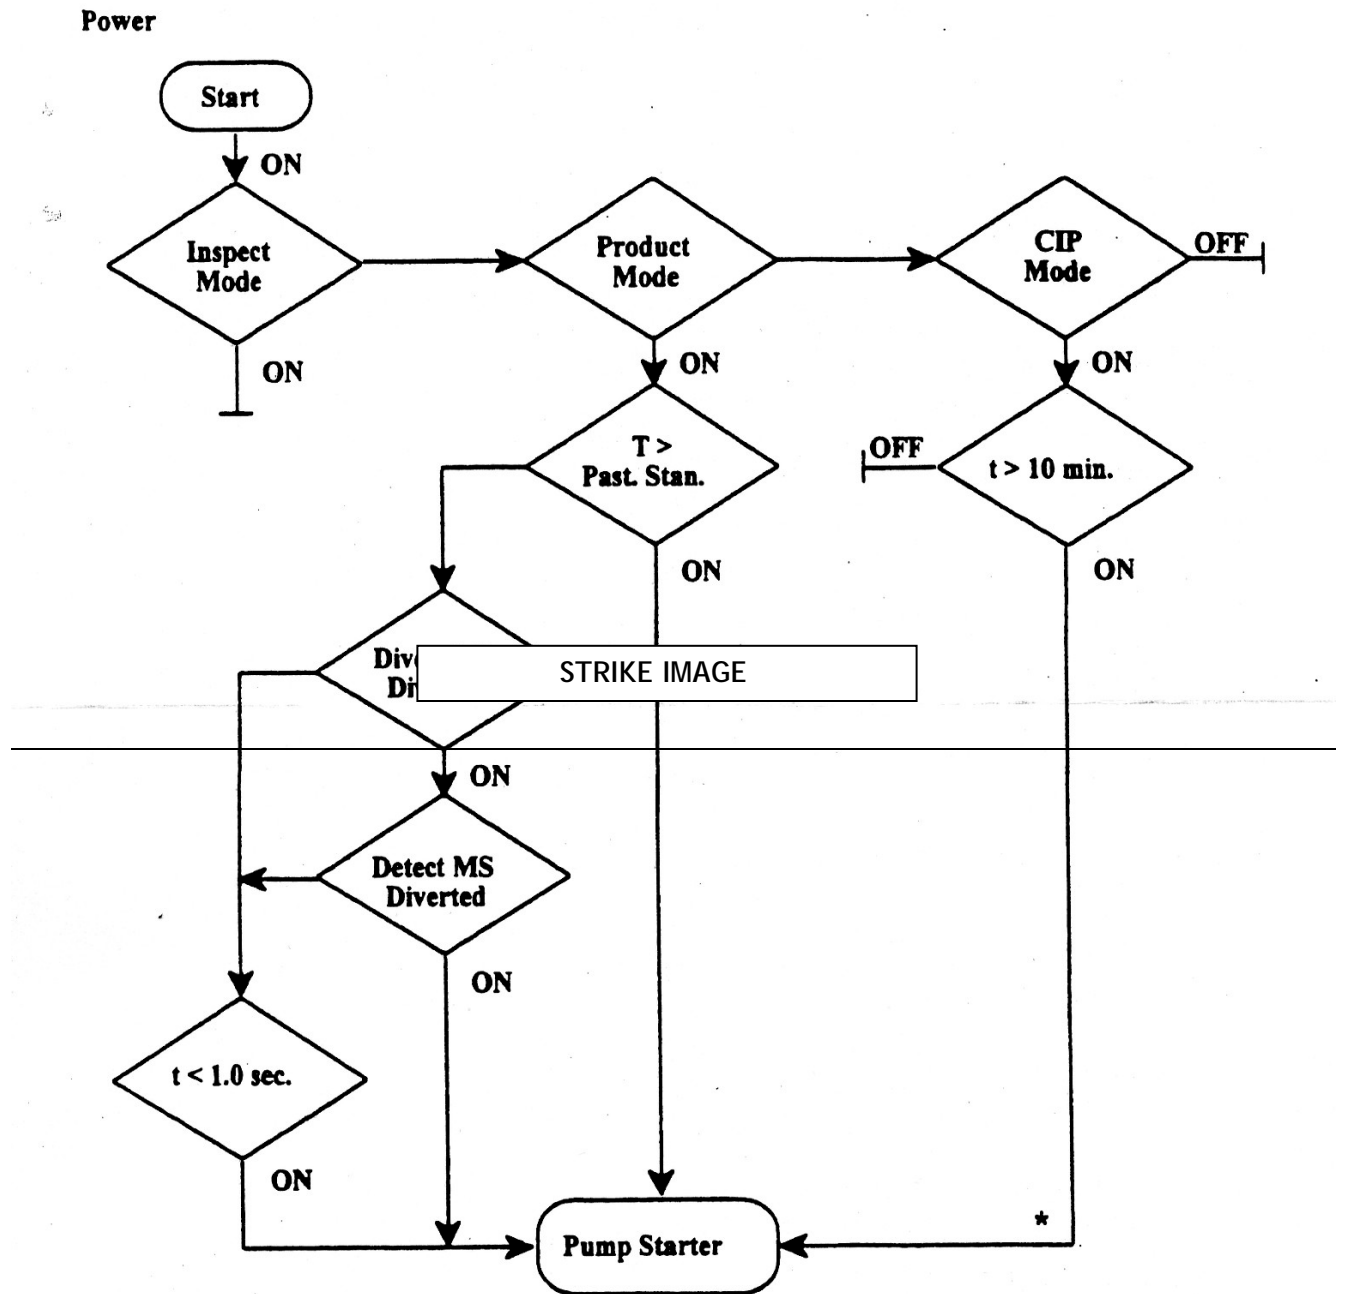 Power
Start
ON
Inspect
Mode
Product
Mode
CIP
Mode
OFF
ON
ON
ON
T >
Past. Stan.
OFF
t > 10 min.
ON
ON
STRIKE IMAGE
ON
Detect MS
Diverted
ON
t < 1.0 sec.
ON
*
Pump Starter